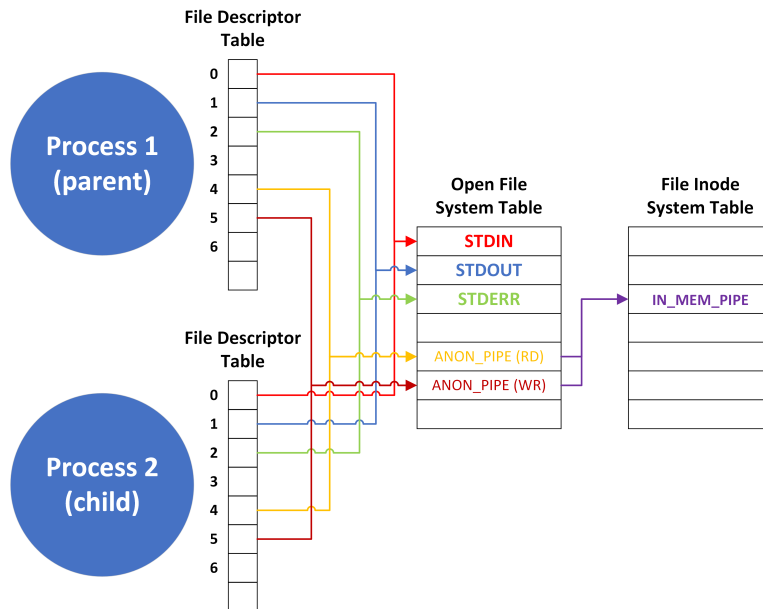 File Descriptor
Table
0
1
2
3
4
5
6
Process 1
(parent)
Open File
System Table
STDIN
STDOUT
STDERR
ANON_PIPE (RD)
ANON_PIPE (WR)
File Inode
System Table
IN_MEM_PIPE
File Descriptor
Table
0
1
2
3
4
5
6
Process 2
(child)